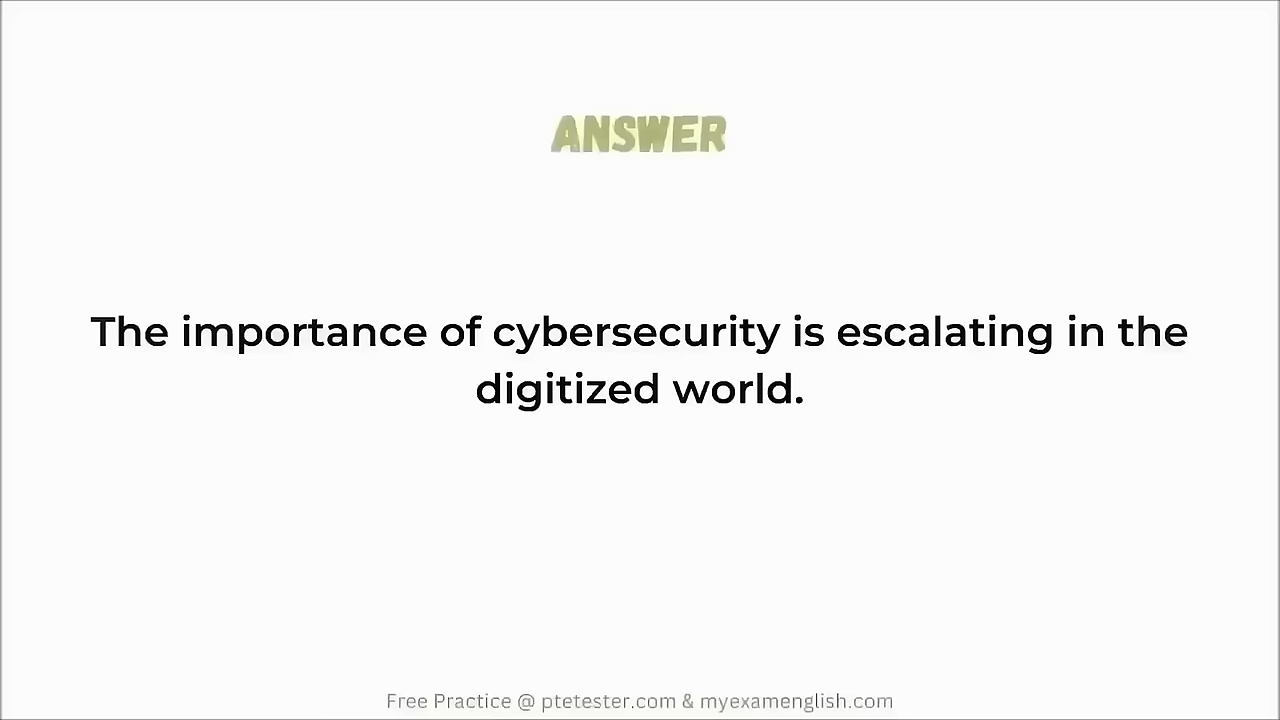 ANSWER
The importance of cybersecurity is escalating in the
digitized world.
Free Practice @ ptetester.com & myexamenglish.com